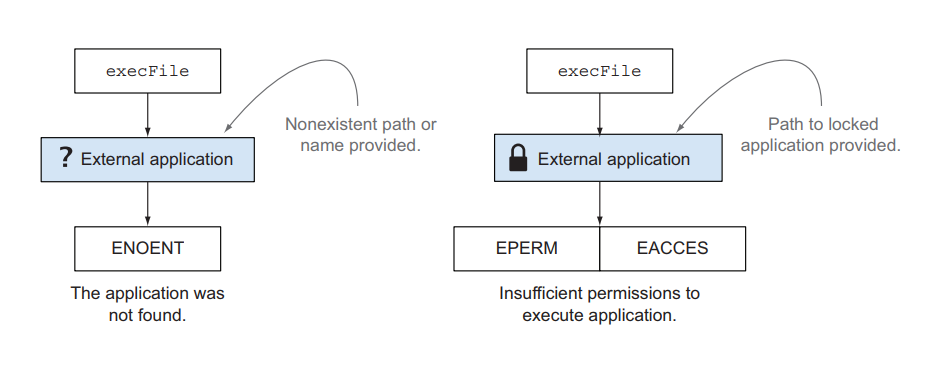 execFile
Nonexistent path or
name provided.
? External application
ENOENT
The application was
not found.
execFile
Path to locked
application provided.
External application
EPERM
EACCES
Insufficient permissions to
execute application.